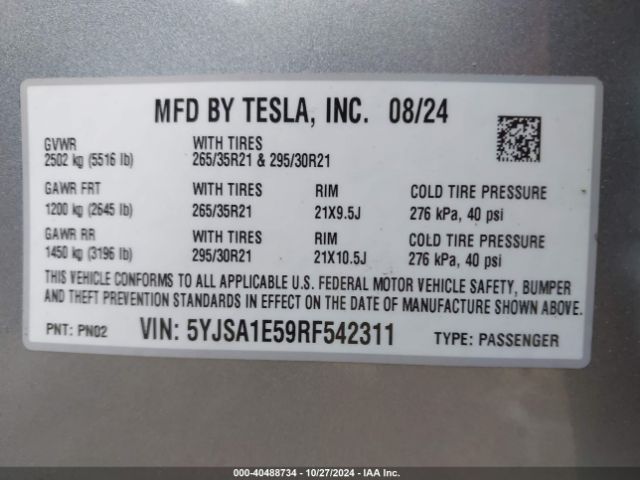 MFD BY TESLA, INC. 08/24
GVWR WITH TIRES
2502 kg (5516 lb) 265/35R21 & 295/30R21
GAWR FRT WITH TIRES RIM COLD TIRE PRESSURE
1200 kg (2645 lb) 265/35R21 21X9.5J 276 kPa, 40 psi
GAWR RR WITH TIRES RIM COLD TIRE PRESSURE
1450 kg (3196 lb) 295/30R21 21X10.5J 276 kPa, 40 psi
THIS VEHICLE CONFORMS TO ALL APPLICABLE U.S. FEDERAL MOTOR VEHICLE SAFETY, BUMPER
AND THEFT PREVENTION STANDARDS IN EFFECT ON THE DATE OF MANUFACTURE SHOWN ABOVE.
PNT: PN02 VIN: 5YJSA1E59RF542311 TYPE: PASSENGER
000-40488734 - 10/27/2024 - IAA Inc.